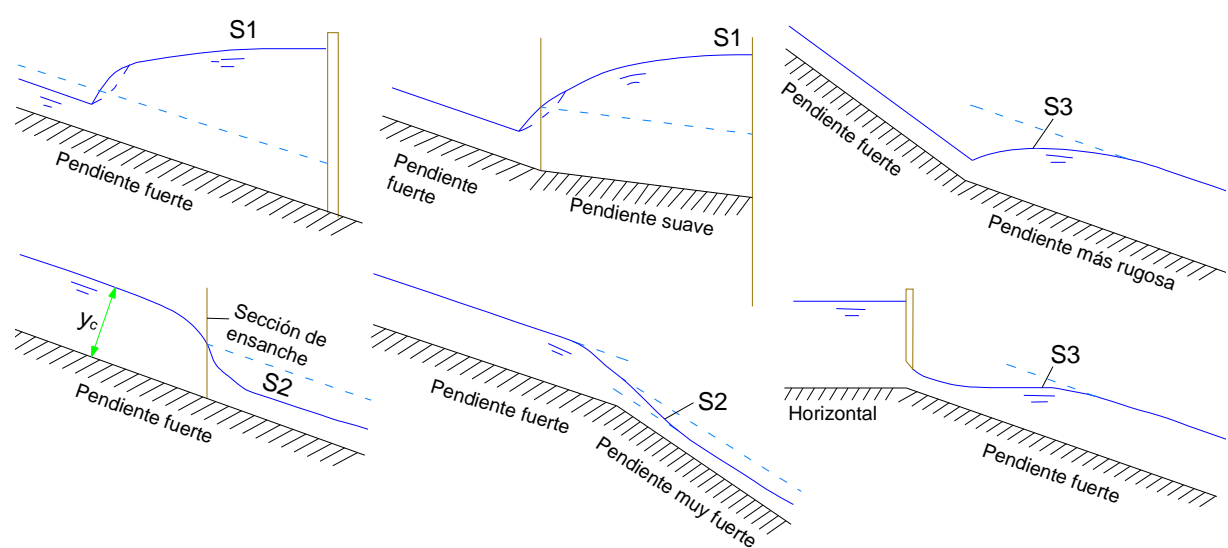 S1
Pendiente fuerte
S1
Pendiente
fuerte
Pendiente suave
Pendiente fuerte
S3
Pendiente más rugosa
yc
Sección de
ensanche
S2
Pendiente fuerte
Pendiente fuerte
S2
Pendiente muy fuerte
Horizontal
S3
Pendiente fuerte